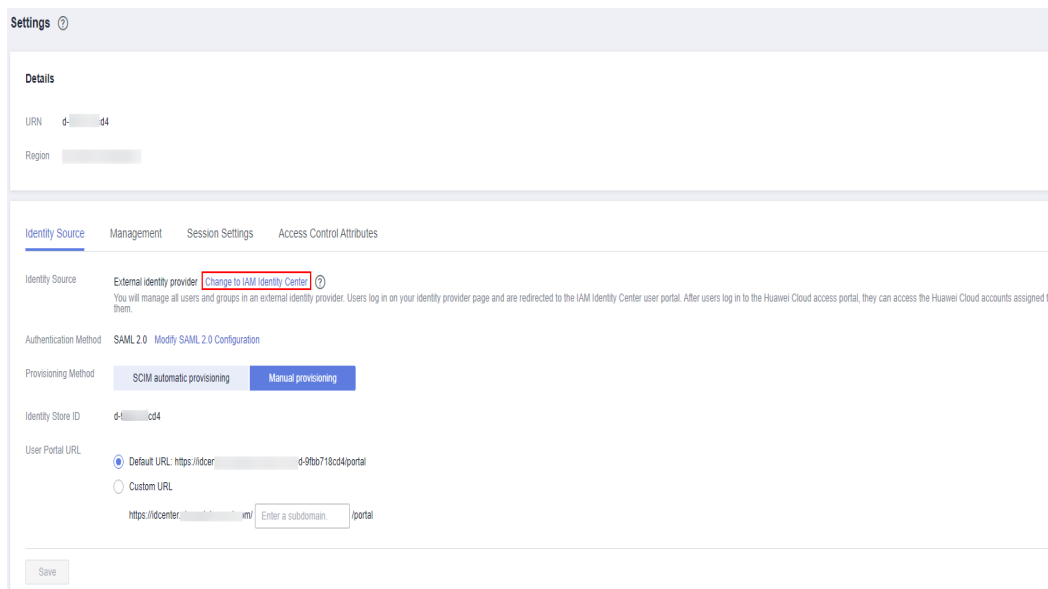 Settings ?
Details
URN d- d4
Region
Identity Source Management Session Settings Access Control Attributes
Identity Source External identity provider Change to IAM Identity Center ?
You will manage all users and groups in an external identity provider. Users log in on your identity provider page and are redirected to the IAM Identity Center user portal. After users log in to the Huawei Cloud access portal, they can access the Huawei Cloud accounts assigned
them.
Authentication Method SAML 2.0 Modify SAML 2.0 Configuration
Provisioning Method SCIM automatic provisioning Manual provisioning
Identity Store ID d- cd4
User Portal URL
Default URL: https://idcer d-9fbb718cd4/portal
Custom URL
https://idcenter. om/ Enter a subdomain. /portal
Save